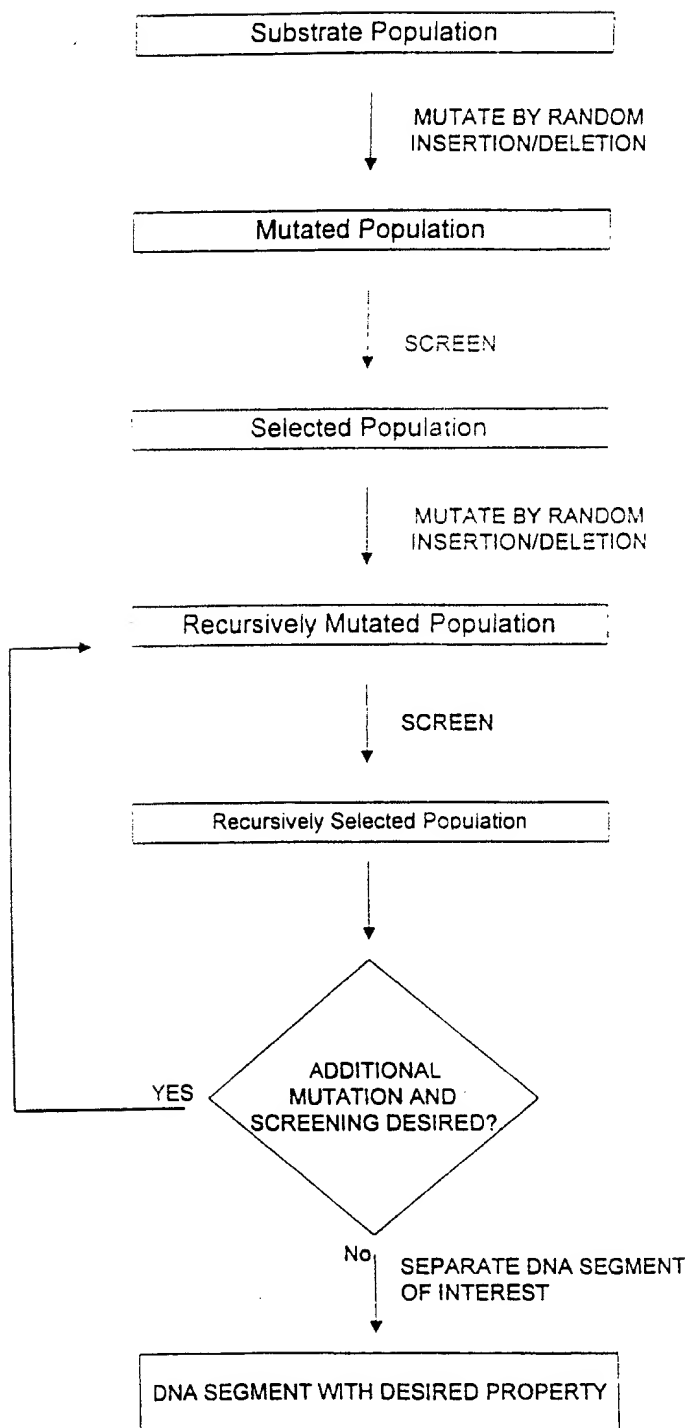 Substrate Population
MUTATE BY RANDOM
INSERTION/DELETION
Mutated Population
SCREEN
Selected Population
MUTATE BY RANDOM
INSERTION/DELETION
Recursively Mutated Population
SCREEN
Recursively Selected Population
ADDITIONAL
MUTATION AND
SCREENING DESIRED?
YES
No
SEPARATE DNA SEGMENT
OF INTEREST
DNA SEGMENT WITH DESIRED PROPERTY